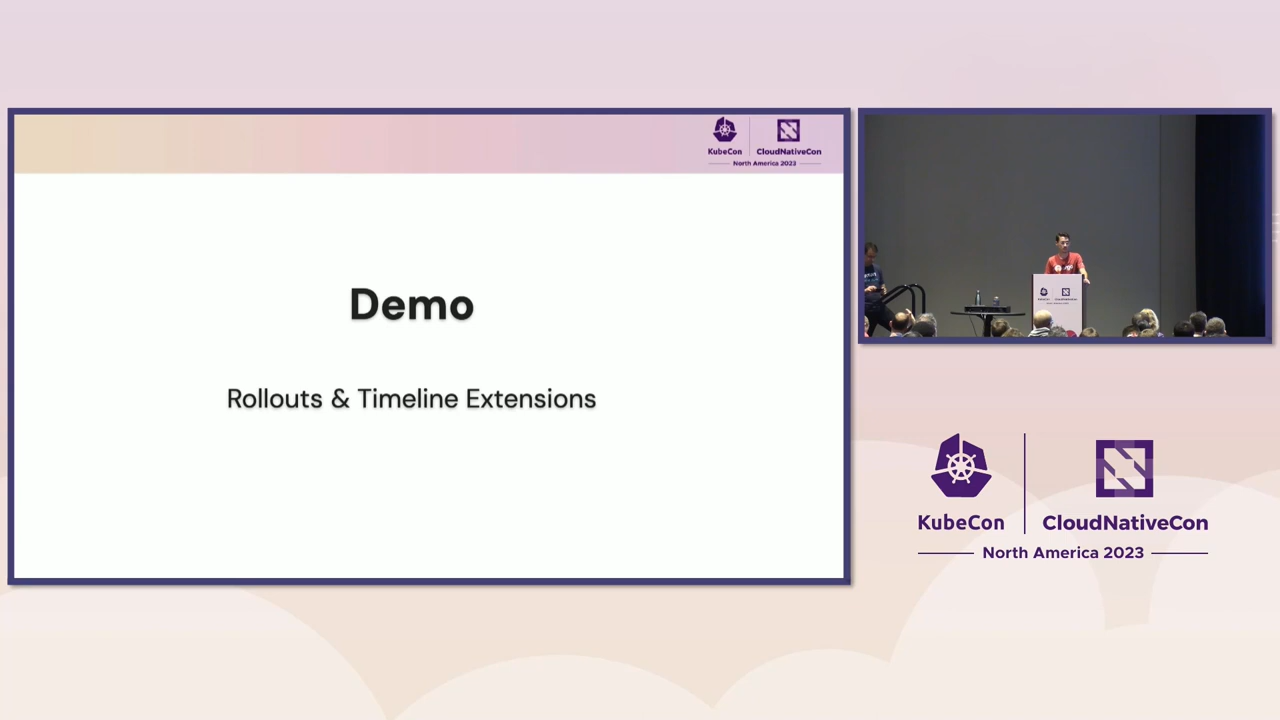 KubeCon
CloudNativeCon
North America 2023
Demo
Rollouts & Timeline Extensions
KubeCon
CloudNativeCon
North America 2023